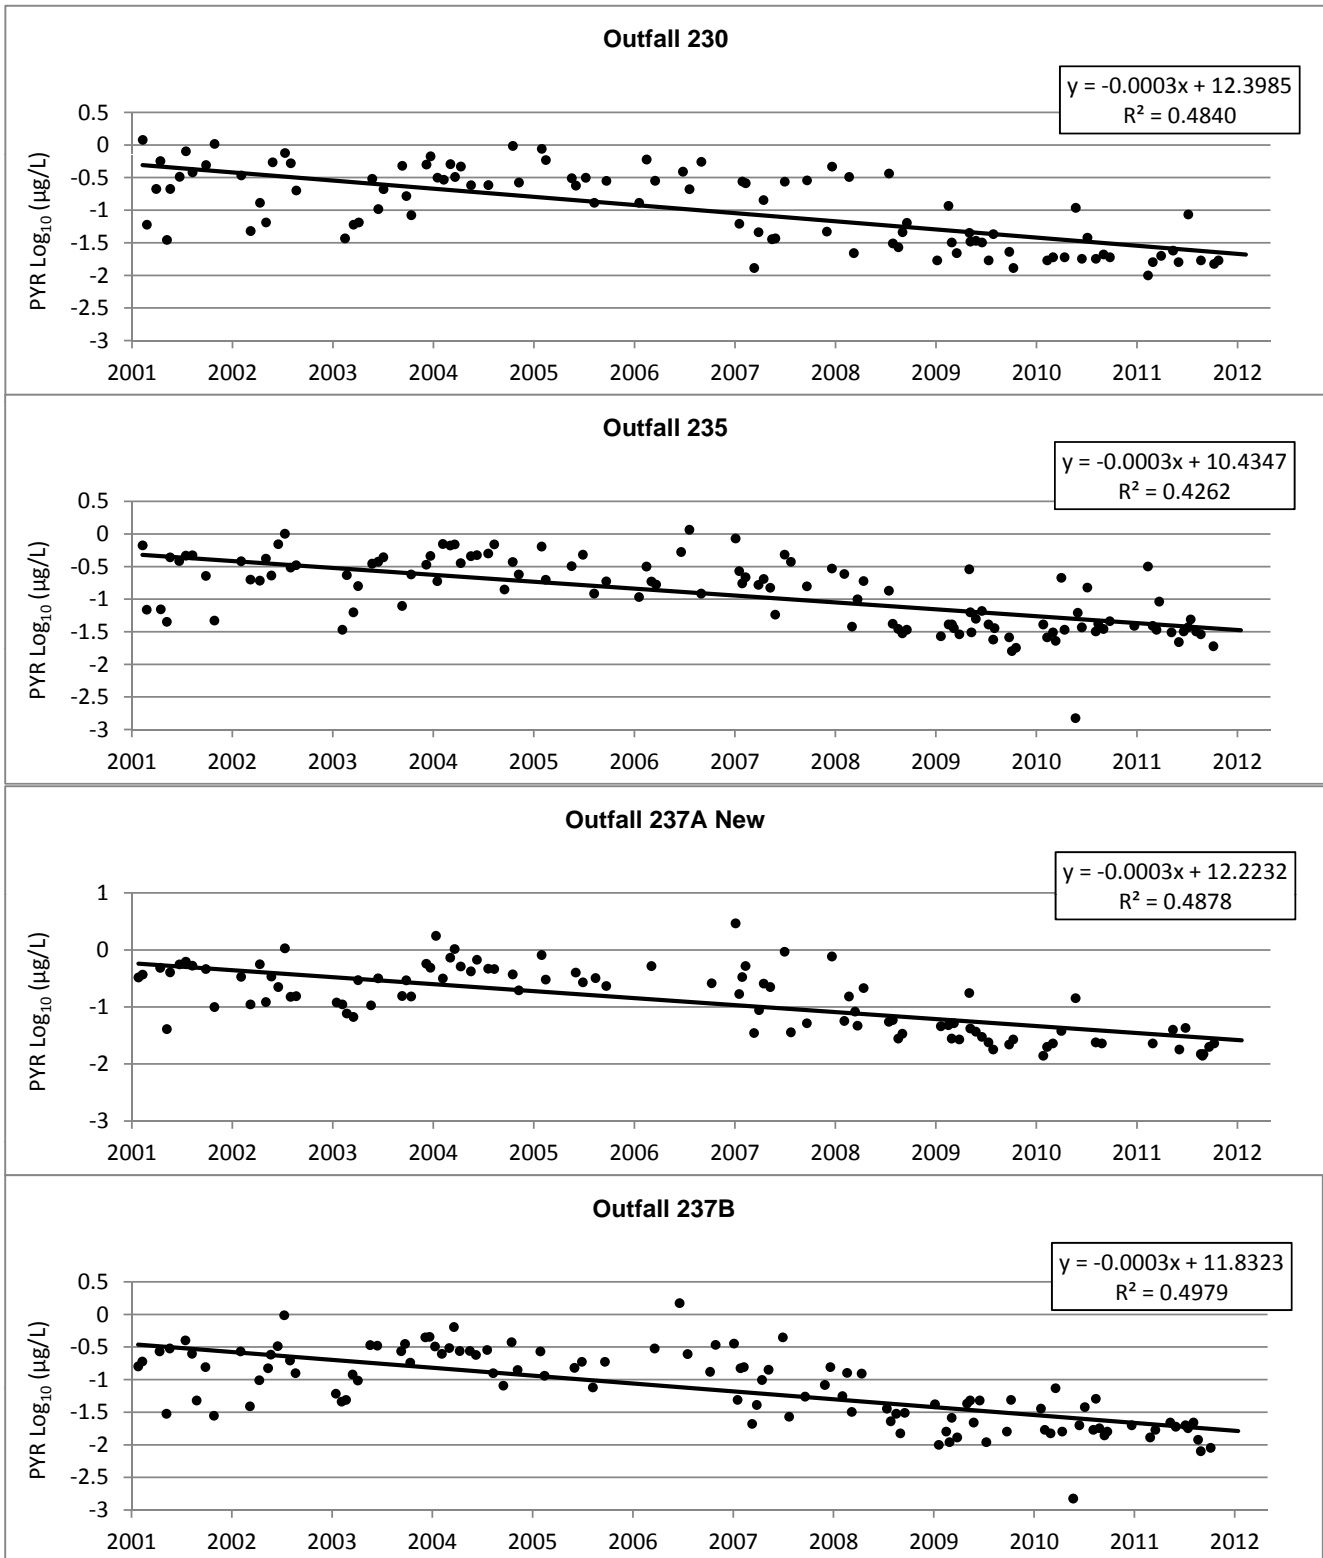 Outfall 230
y = -0.0003x + 12.3985
R² = 0.4840
PYR Log₁₀ (µg/L)
0.5
0
-0.5
-1
-1.5
-2
-2.5
-3
2001 2002 2003 2004 2005 2006 2007 2008 2009 2010 2011 2012
Outfall 235
y = -0.0003x + 10.4347
R² = 0.4262
PYR Log₁₀ (µg/L)
0.5
0
-0.5
-1
-1.5
-2
-2.5
-3
2001 2002 2003 2004 2005 2006 2007 2008 2009 2010 2011 2012
Outfall 237A New
y = -0.0003x + 12.2232
R² = 0.4878
PYR Log₁₀ (µg/L)
1
0
-1
-2
-3
2001 2002 2003 2004 2005 2006 2007 2008 2009 2010 2011 2012
Outfall 237B
y = -0.0003x + 11.8323
R² = 0.4979
PYR Log₁₀ (µg/L)
0.5
0
-0.5
-1
-1.5
-2
-2.5
-3
2001 2002 2003 2004 2005 2006 2007 2008 2009 2010 2011 2012